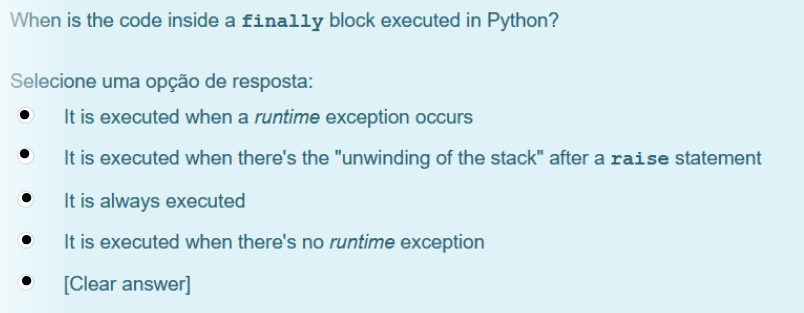 When is the code inside a finally block executed in Python?
Selecione uma opção de resposta:
It is executed when a runtime exception occurs
It is executed when there's the "unwinding of the stack" after a raise statement
It is always executed
It is executed when there's no runtime exception
[Clear answer]